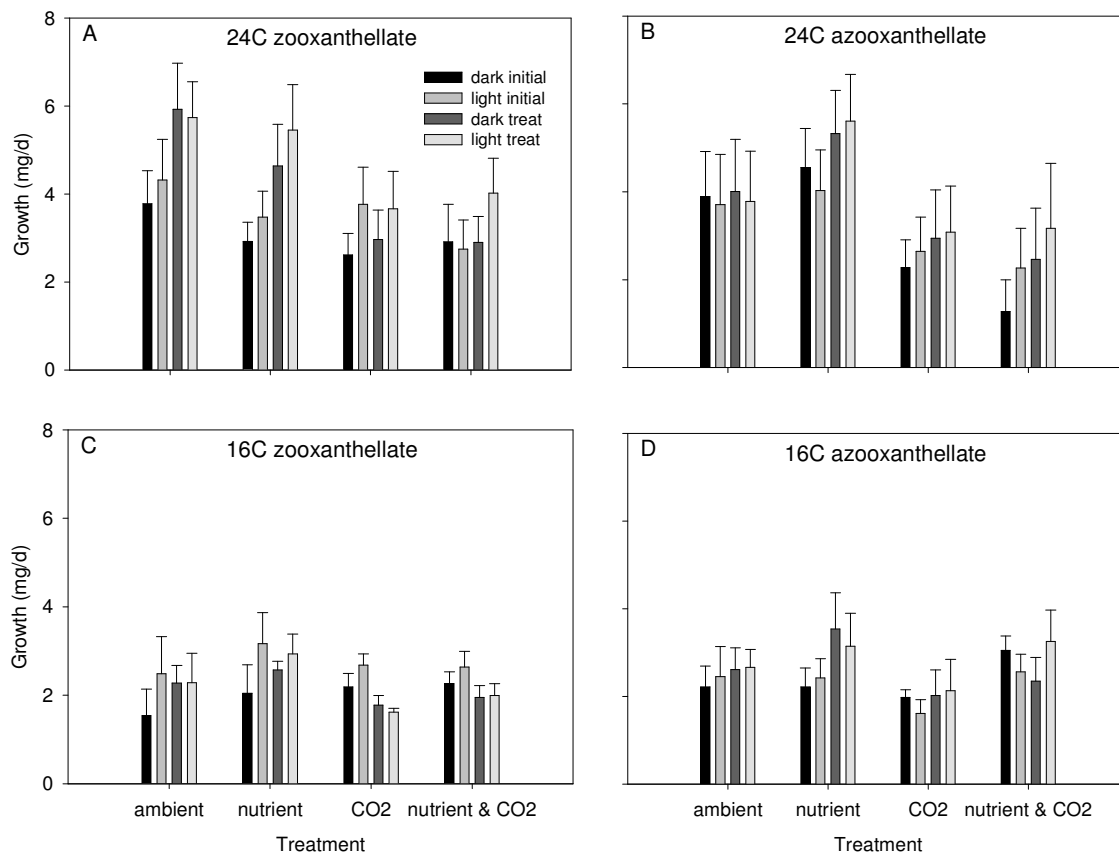 A
24C zooxanthellate
dark initial
light initial
dark treat
light treat
8
6
4
2
0
Growth (mg/d)
B
24C azooxanthellate
C
16C zooxanthellate
8
6
4
2
0
Growth (mg/d)
ambient
nutrient
CO2
nutrient & CO2
Treatment
D
16C azooxanthellate
ambient
nutrient
CO2
nutrient & CO2
Treatment